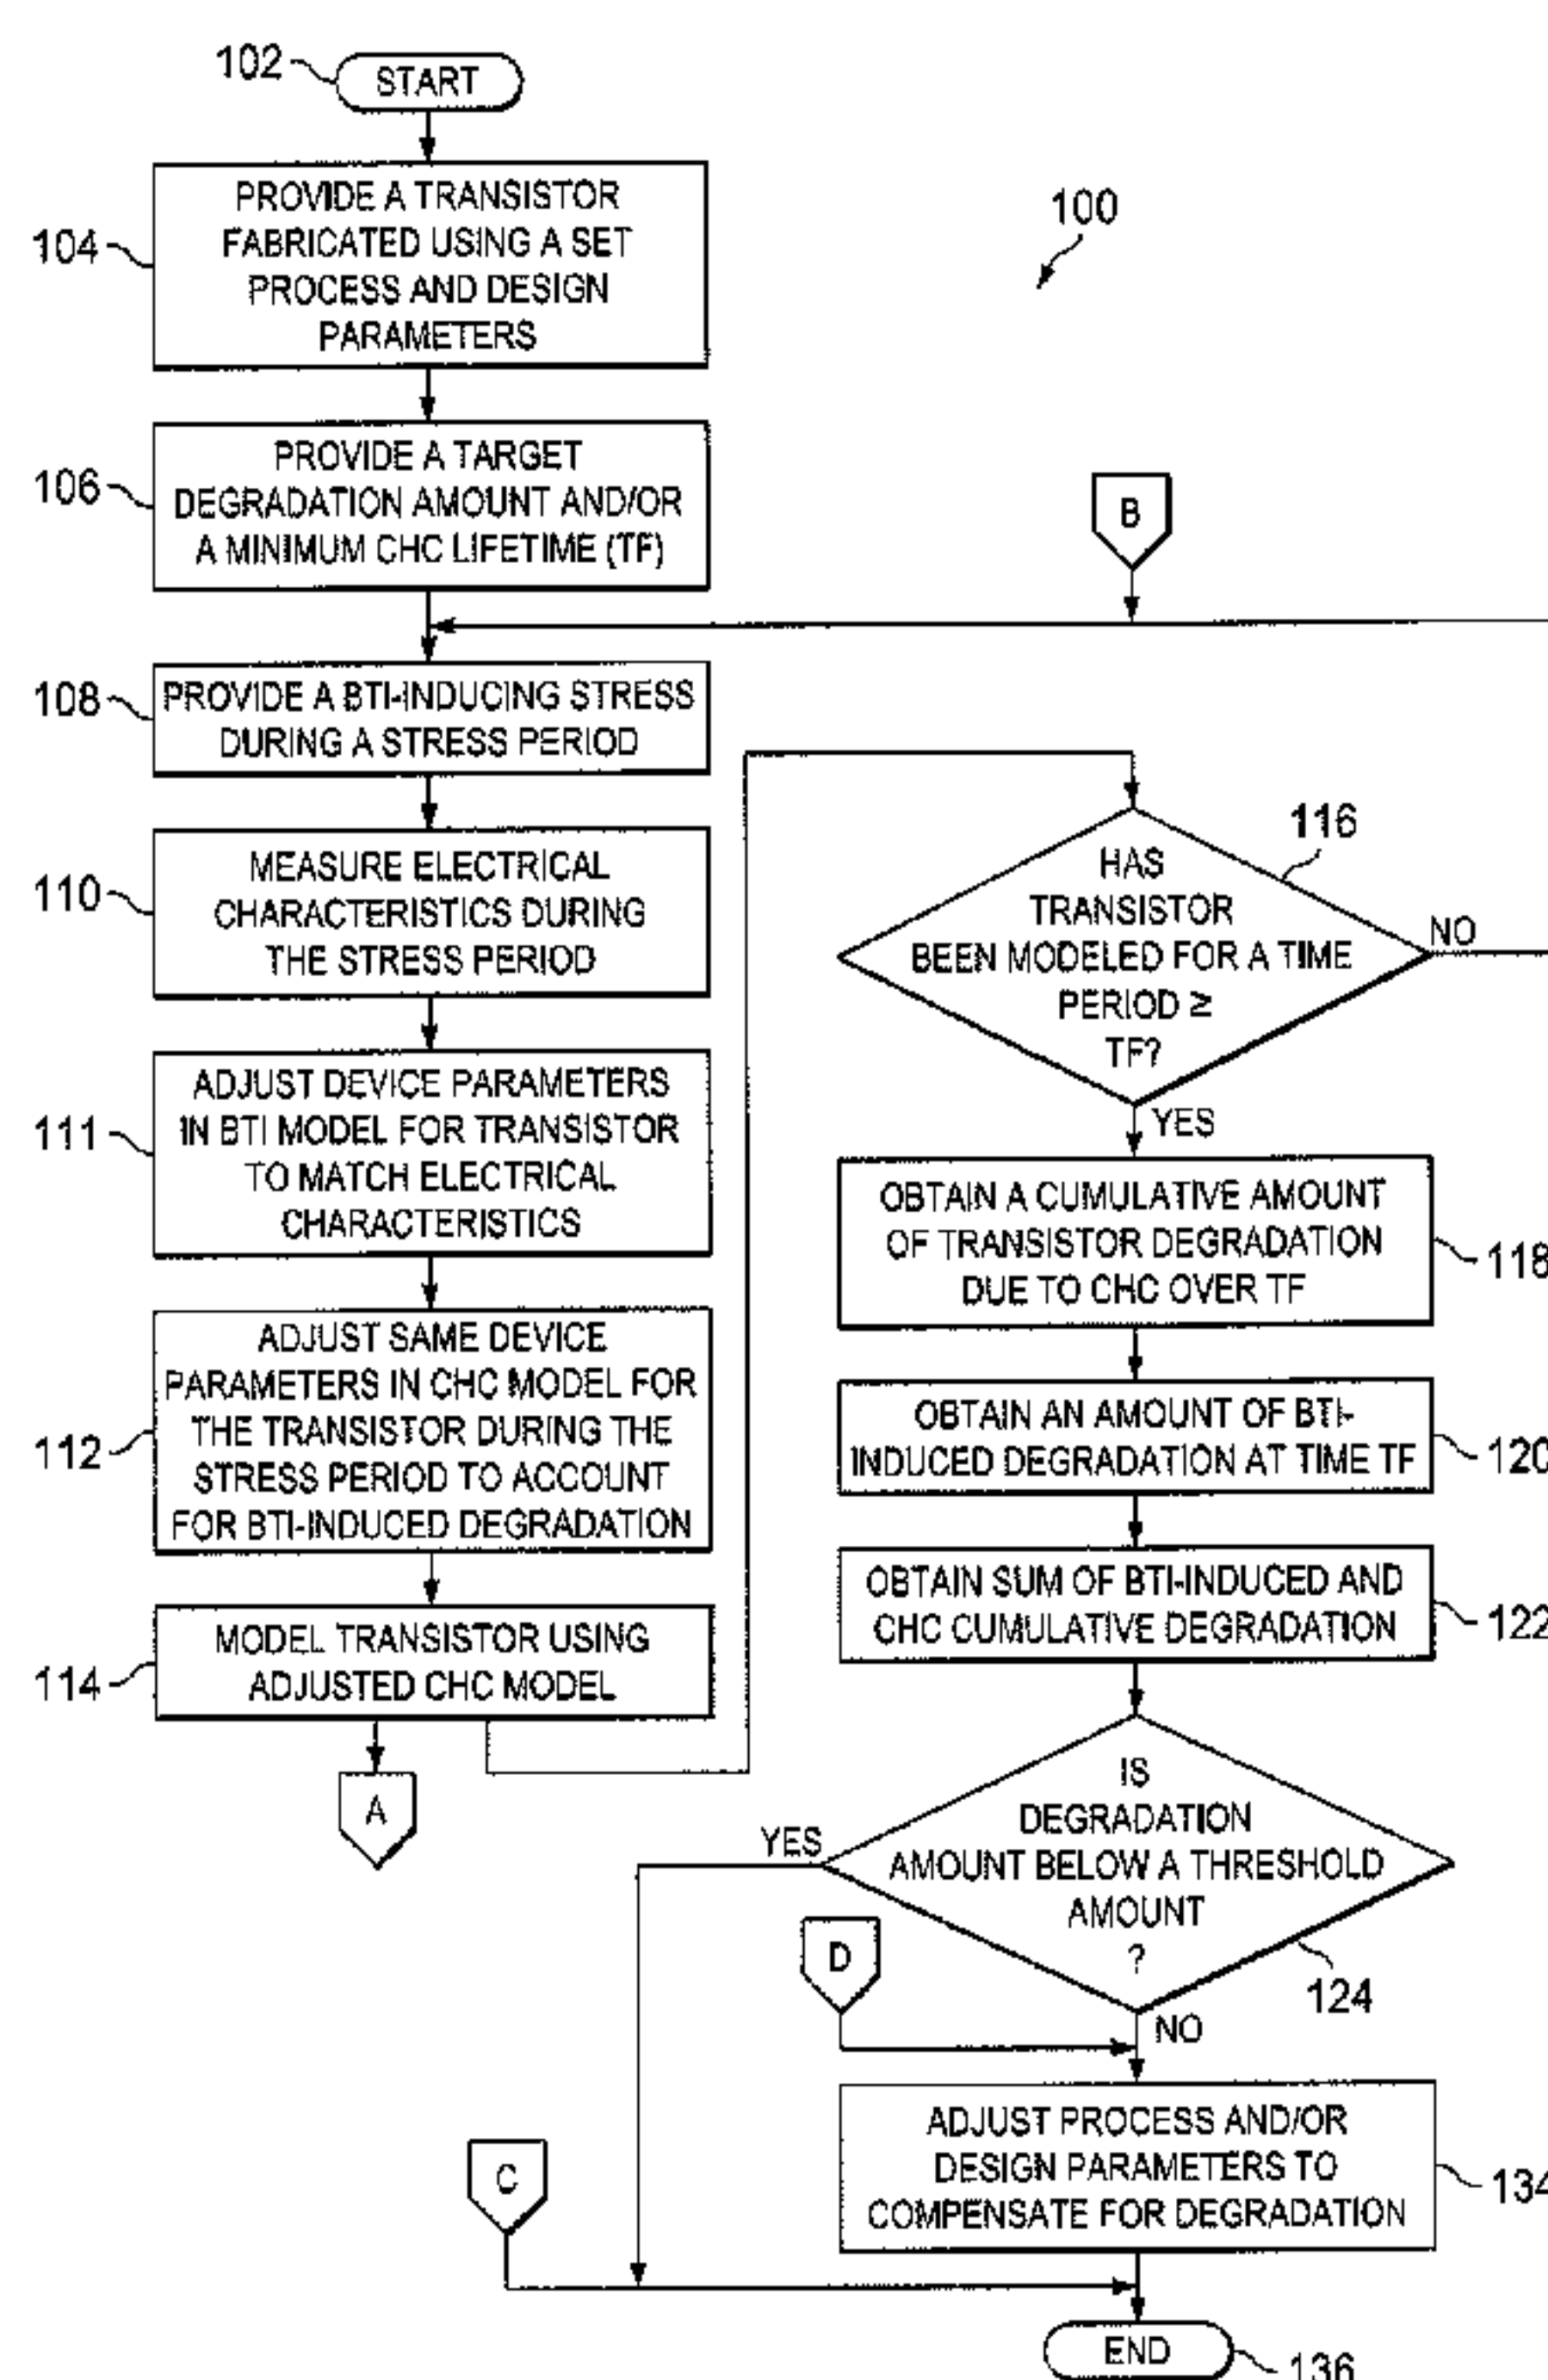 102
START
PROVIDE A TRANSISTOR
FABRICATED USING A SET
PROCESS AND DESIGN
PARAMETERS
104
100
PROVIDE A TARGET
DEGRADATION AMOUNT AND/OR
A MINIMUM CHC LIFETIME (TF)
106
B
PROVIDE A BTI-INDUCING STRESS
DURING A STRESS PERIOD
108
MEASURE ELECTRICAL
CHARACTERISTICS DURING
THE STRESS PERIOD
110
ADJUST DEVICE PARAMETERS
IN BTI MODEL FOR TRANSISTOR
TO MATCH ELECTRICAL
CHARACTERISTICS
111
ADJUST SAME DEVICE
PARAMETERS IN CHC MODEL FOR
THE TRANSISTOR DURING THE
STRESS PERIOD TO ACCOUNT
FOR BTI-INDUCED DEGRADATION
112
MODEL TRANSISTOR USING
ADJUSTED CHC MODEL
114
A
116
HAS
TRANSISTOR
BEEN MODELED FOR A TIME
PERIOD ≥
TF?
NO
YES
OBTAIN A CUMULATIVE AMOUNT
OF TRANSISTOR DEGRADATION
DUE TO CHC OVER TF
118
OBTAIN AN AMOUNT OF BTI-
INDUCED DEGRADATION AT TIME TF
120
OBTAIN SUM OF BTI-INDUCED AND
CHC CUMULATIVE DEGRADATION
122
IS
DEGRADATION
AMOUNT BELOW A THRESHOLD
AMOUNT
?
YES
124
D
NO
ADJUST PROCESS AND/OR
DESIGN PARAMETERS TO
COMPENSATE FOR DEGRADATION
134
C
END
136